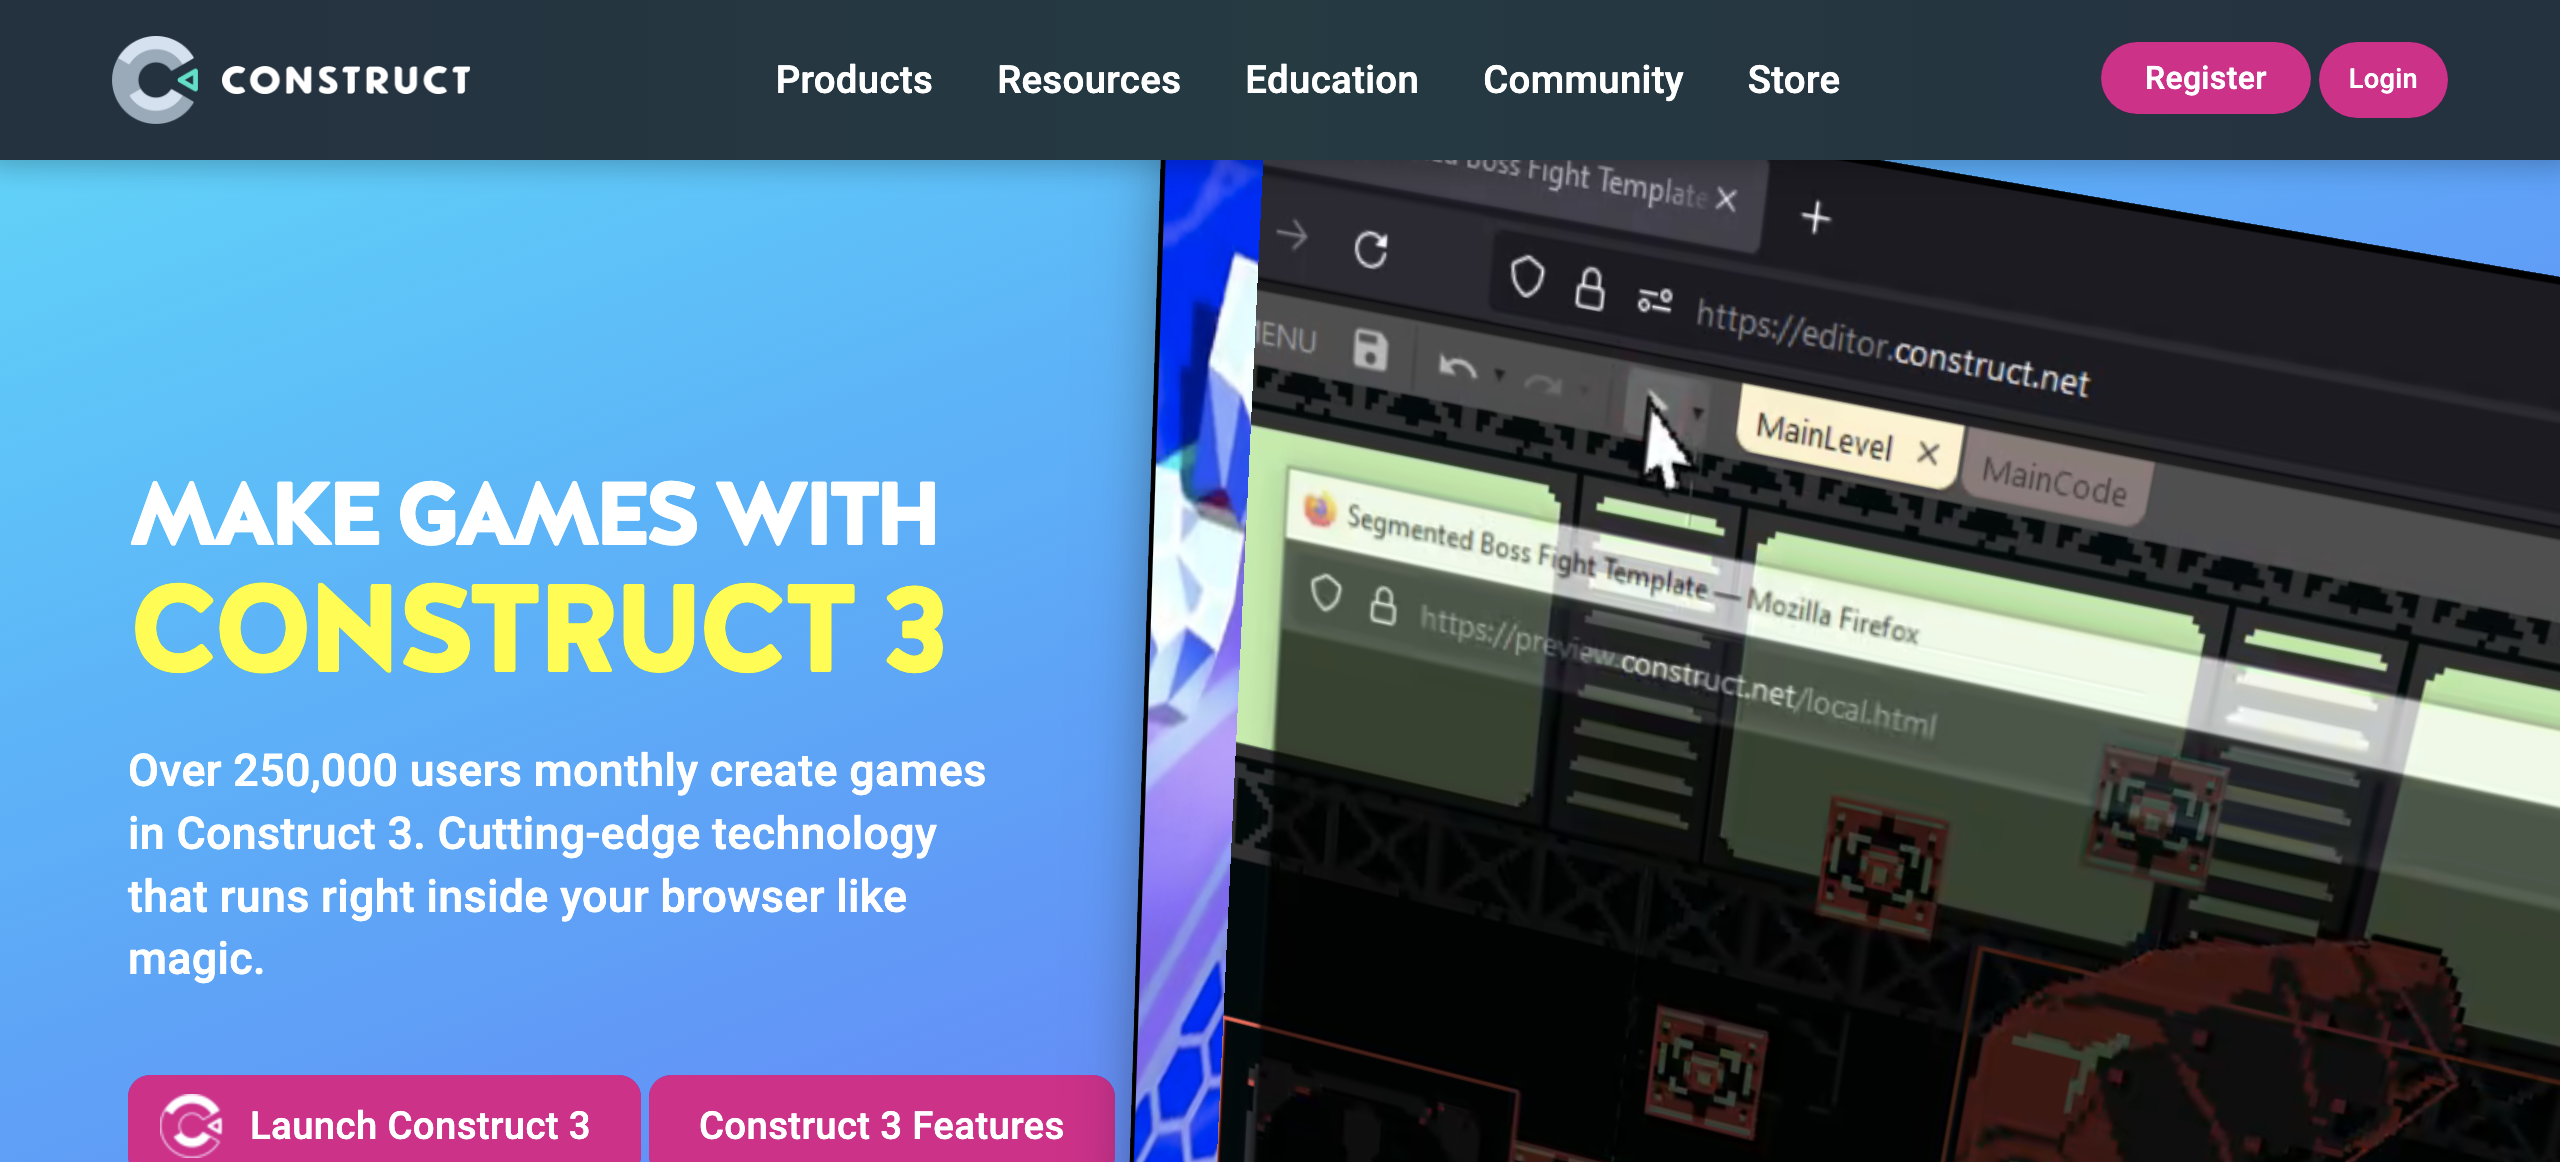 CONSTRUCT
Products
Resources
Education
Community
Store
Register
Login
MAKE GAMES WITH
CONSTRUCT 3
Over 250,000 users monthly create games
in Construct 3. Cutting-edge technology
that runs right inside your browser like
magic.
Launch Construct 3
Construct 3 Features
Boss Fight Template
https://editor.construct.net
MainLevel
MainCode
Segmented Boss Fight Template — Mozilla Firefox
https://preview.construct.net/local.html